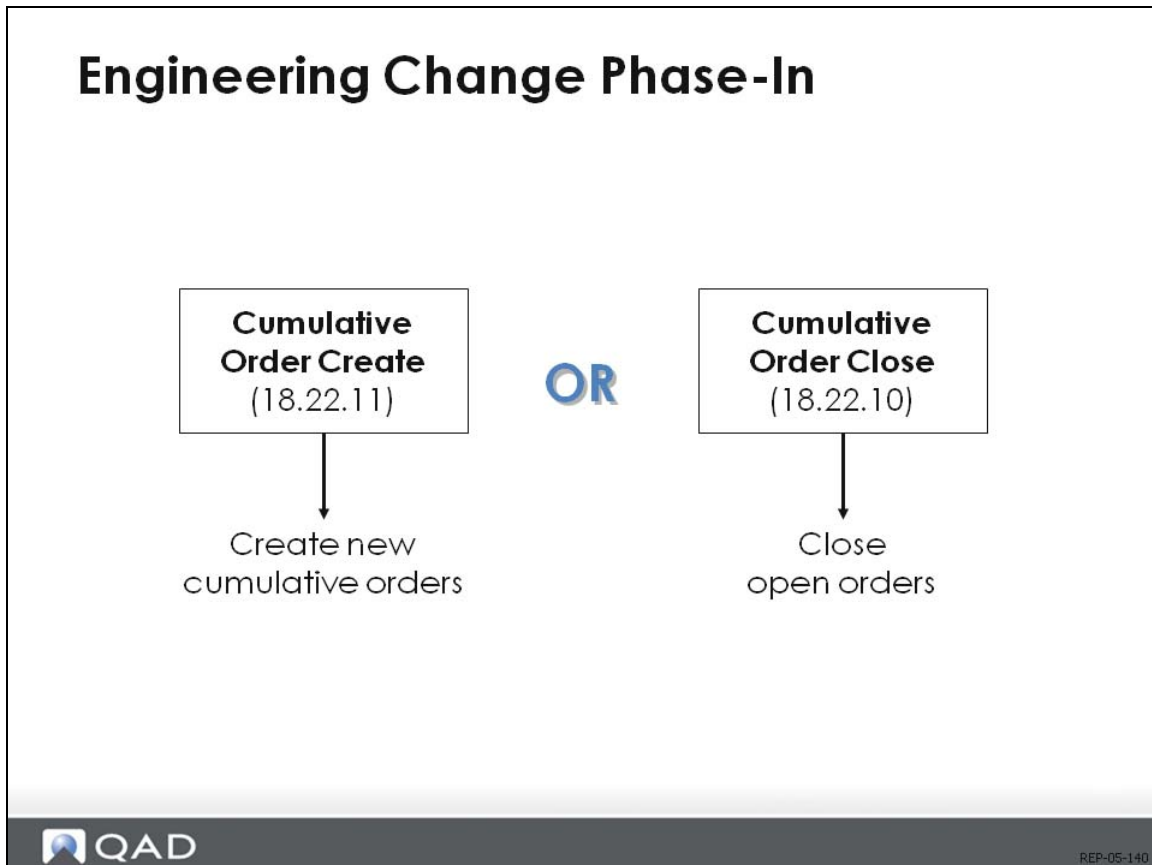 Engineering Change Phase-In
Cumulative
Order Create
(18.22.11)
OR
Cumulative
Order Close
(18.22.10)
Create new
cumulative orders
Close
open orders
QAD
REP-05-140